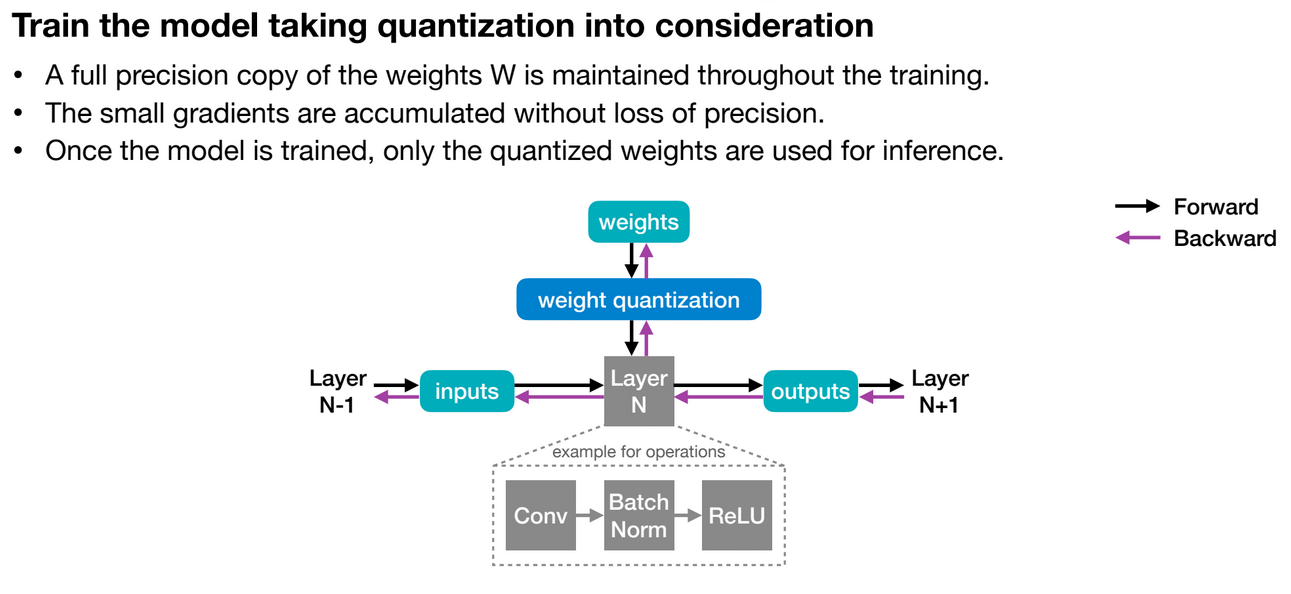 Train the model taking quantization into consideration
• A full precision copy of the weights W is maintained throughout the training.
• The small gradients are accumulated without loss of precision.
• Once the model is trained, only the quantized weights are used for inference.
Forward
Backward
weights
weight quantization
Layer
N-1
inputs
Layer
N
outputs
Layer
N+1
example for operations
Conv
Batch
Norm
ReLU